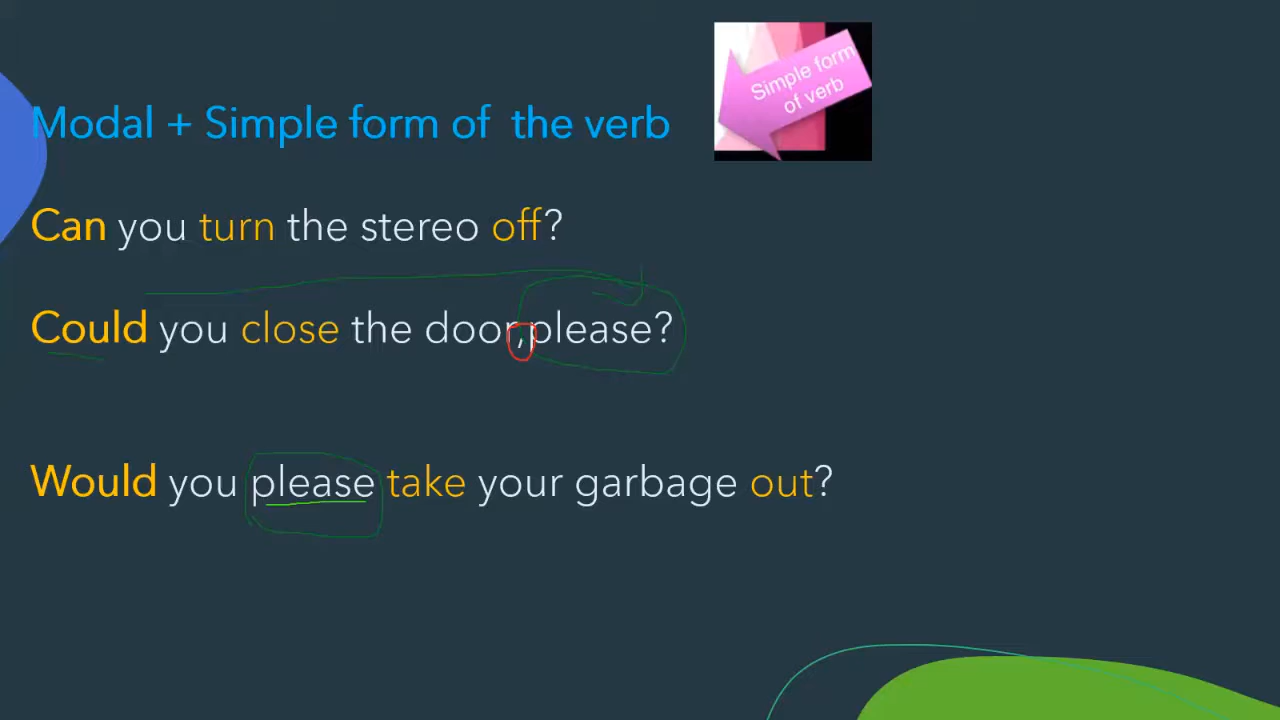 Simple form
of verb
Modal + Simple form of the verb
Can you turn the stereo off?
Could you close the door,please?
Would you please take your garbage out?